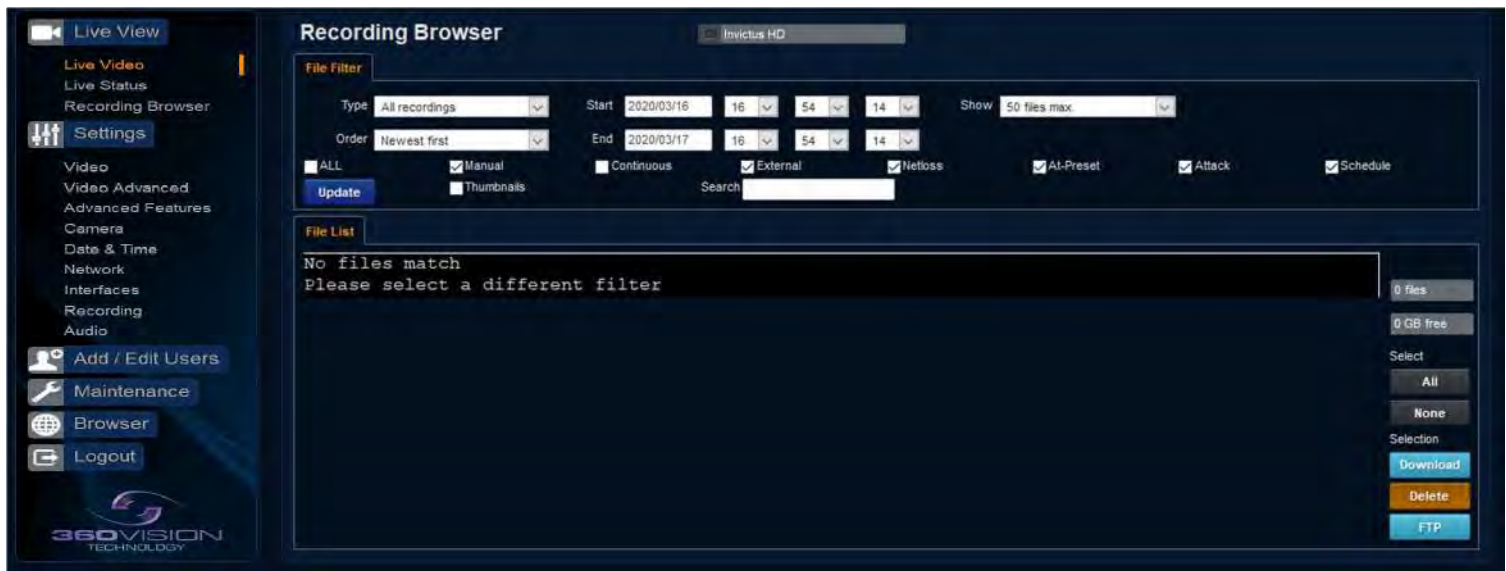 Live View
Live Video
Live Status
Recording Browser
Settings
Video
Video Advanced
Advanced Features
Camera
Date & Time
Network
Interfaces
Recording
Audio
Add / Edit Users
Maintenance
Browser
Logout
360VISION
TECHNOLOGY
Recording Browser
Invictus HD
File Filter
Type All recordings Start 2020/03/16 16 54 14 Show 50 files max.
Order Newest first End 2020/03/17 16 54 14
ALL Manual Continuous External Netloss At-Preset Attack Schedule
Update Thumbnails Search
File List
No files match
Please select a different filter
0 files
0 GB free
Select
All
None
Selection
Download
Delete
FTP